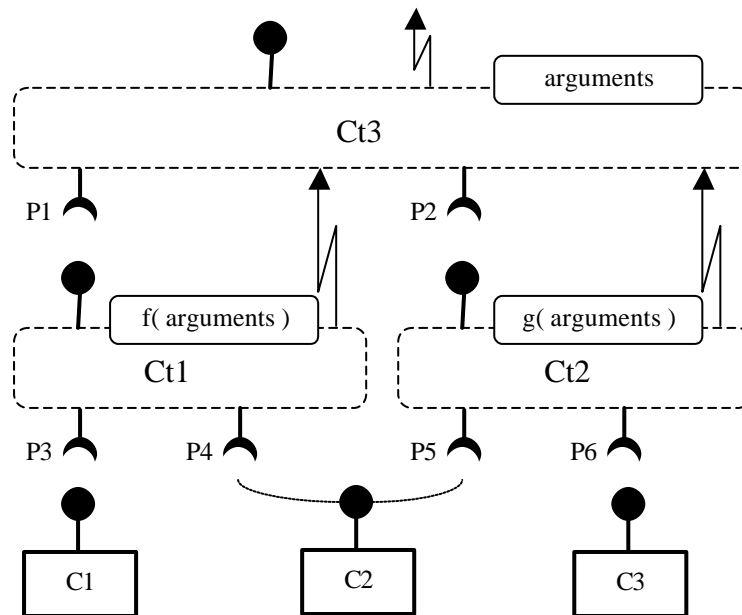 arguments
Ct3
P1
P2
f( arguments )
g( arguments )
Ct1
Ct2
P3
P4
P5
P6
C1
C2
C3